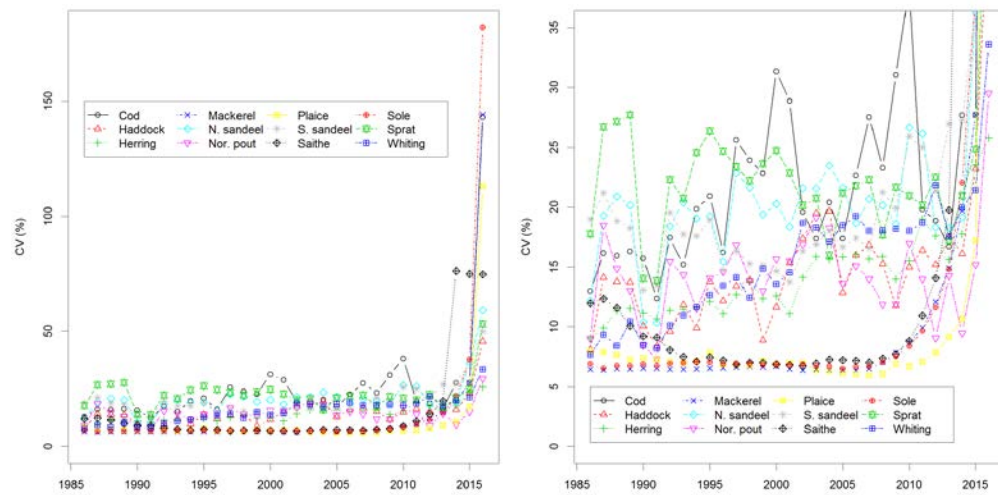 CV (%)
150
100
50
0
Cod Mackerel Plaice Sole
Haddock N. sandeel S. sandeel Sprat
Herring Nor. pout Saithe Whiting
1985 1990 1995 2000 2005 2010 2015
CV (%)
35
30
25
20
15
10
5
0
Cod Mackerel Plaice Sole
Haddock N. sandeel S. sandeel Sprat
Herring Nor. pout Saithe Whiting
1985 1990 1995 2000 2005 2010 2015